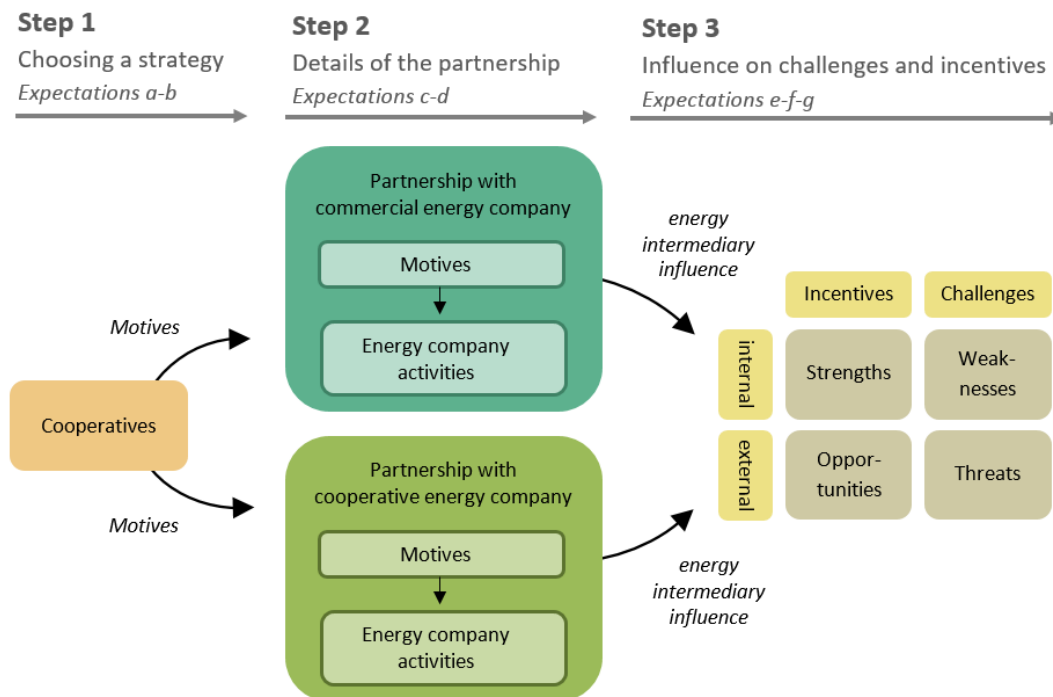 Step 1
Choosing a strategy
Expectations a-b
Step 2
Details of the partnership
Expectations c-d
Step 3
Influence on challenges and incentives
Expectations e-f-g
Cooperatives
Motives
Motives
Partnership with
commercial energy company
Motives
Energy company
activities
Partnership with
cooperative energy company
Motives
Energy company
activities
energy
intermediary
influence
energy
intermediary
influence
Incentives
Challenges
internal
Strengths
Weak-
nesses
external
Oppor-
tunities
Threats